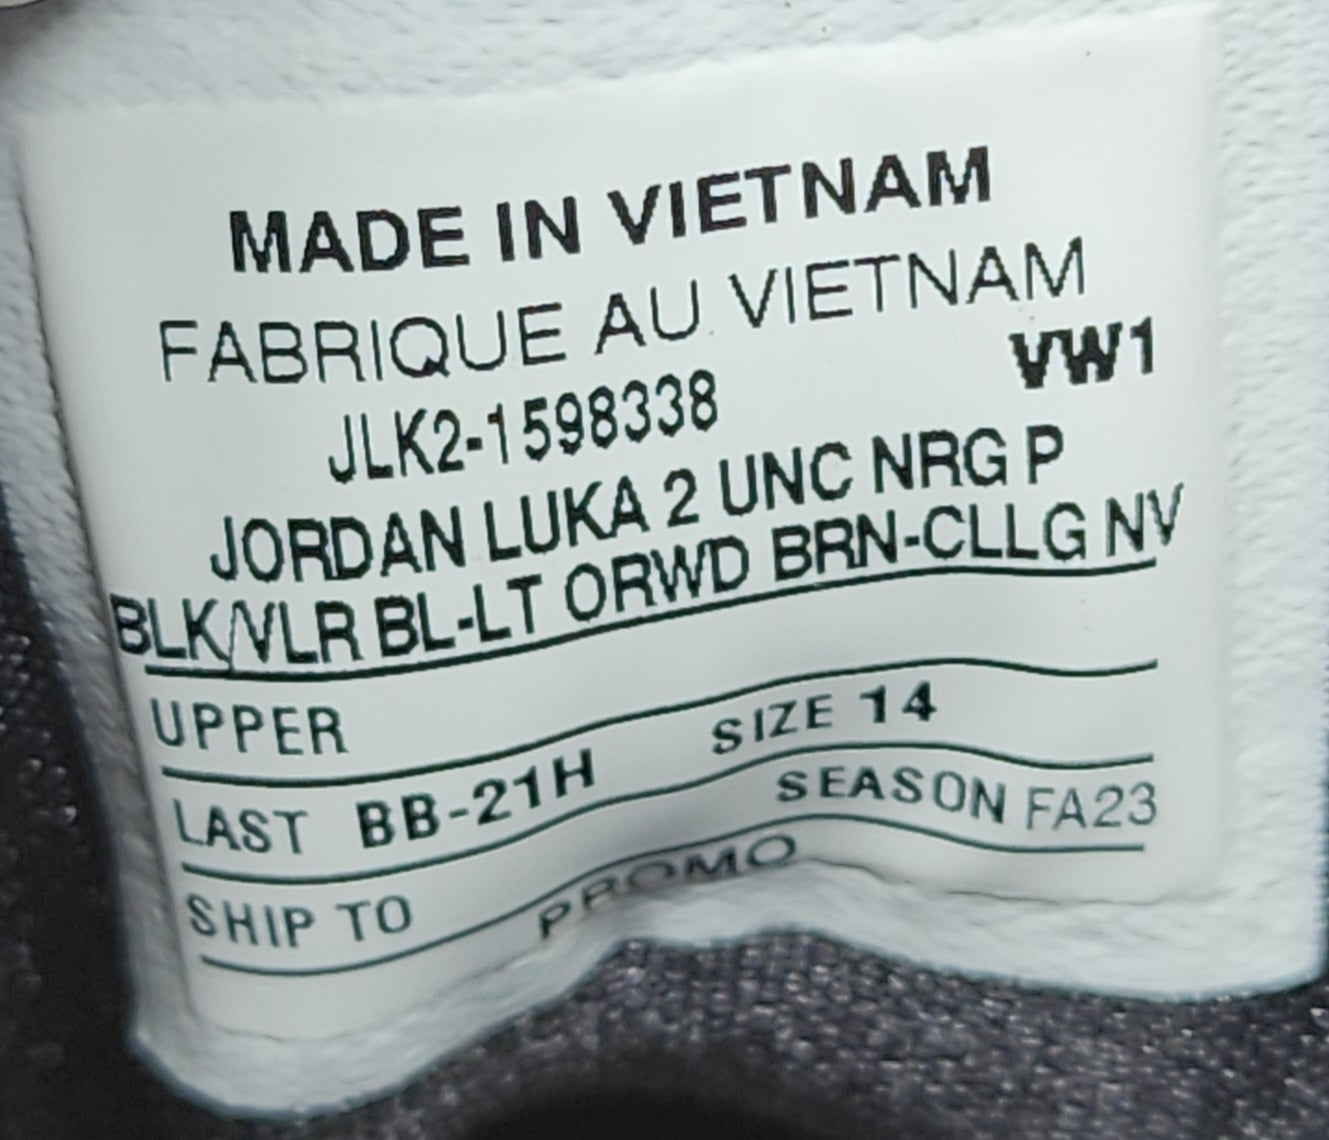 MADE IN VIETNAM
FABRIQUE AU VIETNAM
VW1
JLK2-1598338
JORDAN LUKA 2 UNC NRG P
BLK/VLR BL-LT ORWD BRN-CLLG NV
UPPER
SIZE 14
LAST BB-21H
SEASON FA23
SHIP TO
PROMO